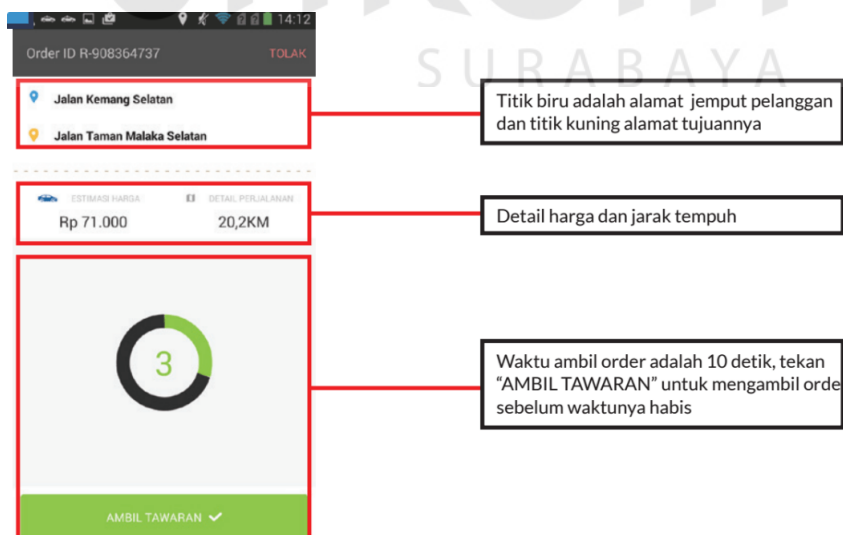 SURABAYA
14:12
Order ID R-908364737
TOLAK
Jalan Kemang Selatan
Jalan Taman Malaka Selatan
Titik biru adalah alamat jemput pelanggan
dan titik kuning alamat tujuannya
ESTIMASI HARGA
DETAIL PERJALANAN
Rp 71.000
20,2KM
Detail harga dan jarak tempuh
3
Waktu ambil order adalah 10 detik, tekan
“AMBIL TAWARAN” untuk mengambil orde
sebelum waktunya habis
AMBIL TAWARAN